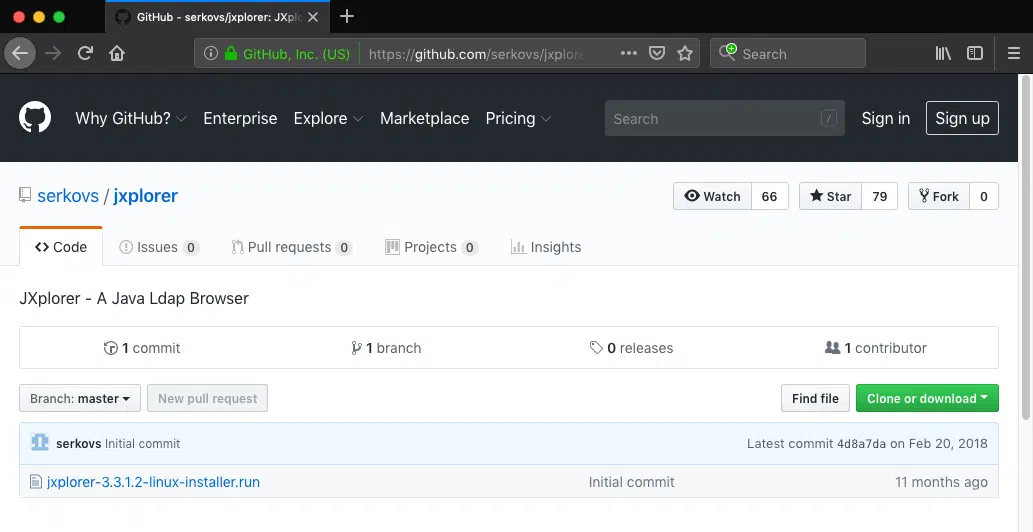 GitHub - serkovs/jxplorer: JXplo
GitHub, Inc. (US) https://github.com/serkovs/jxplore Search
Why GitHub? Enterprise Explore Marketplace Pricing Search / Sign in Sign up
serkovs / jxplorer Watch 66 Star 79 Fork 0
Code Issues 0 Pull requests 0 Projects 0 Insights
JXplorer - A Java Ldap Browser
1 commit 1 branch 0 releases 1 contributor
Branch: master New pull request Find file Clone or download
serkovs Initial commit Latest commit 4d8a7da on Feb 20, 2018
jxplorer-3.3.1.2-linux-installer.run Initial commit 11 months ago